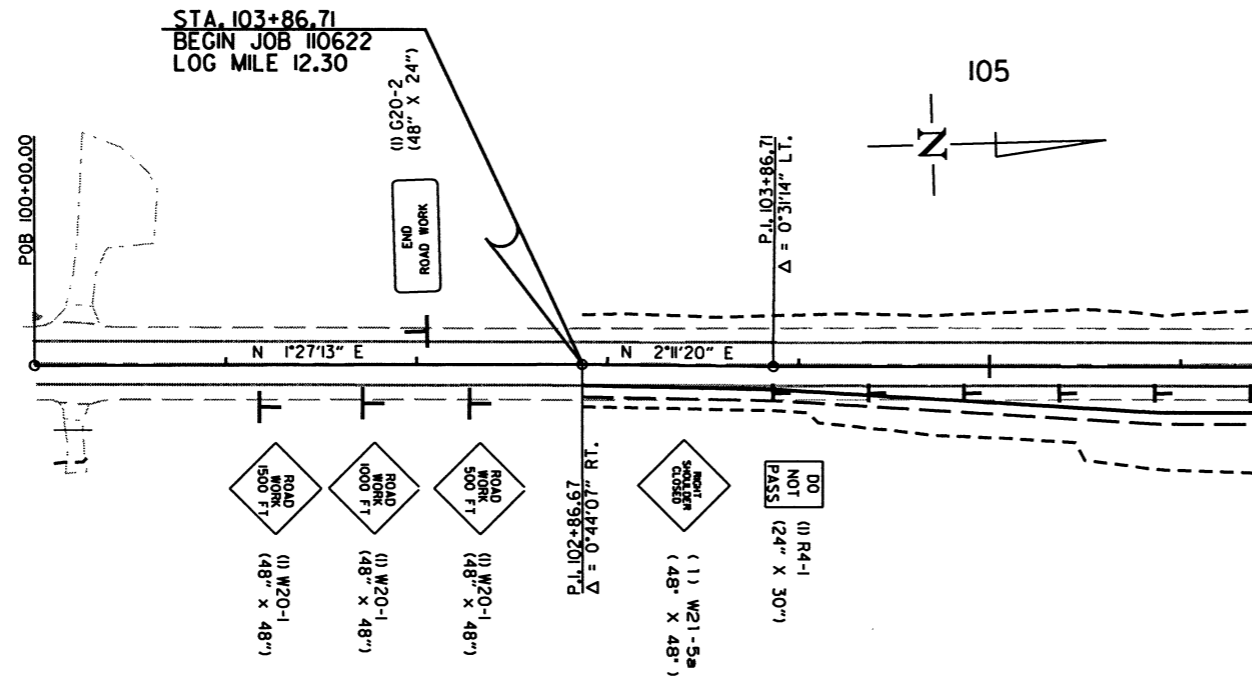 STA. 103+86.71
BEGIN JOB 110622
LOG MILE 12.30
(1) G20-2
(48" X 24")
105
N
POB 100+00.00
END
ROAD WORK
P.I. 103+86.71
Δ = 0°31'14" LT.
N 1°27'13" E
N 2°11'20" E
ROAD
WORK
1500 FT
ROAD
WORK
1000 FT
ROAD
WORK
500 FT
P.I. 102+86.67
Δ = 0°44'07" RT.
RIGHT
SHOULDER
CLOSED
DO
NOT
PASS
(1) W20-1
(48" X 48")
(1) W20-1
(48" X 48")
(1) W20-1
(48" X 48")
(1) W21-5a
(48" X 48")
(1) R4-1
(24" X 30")